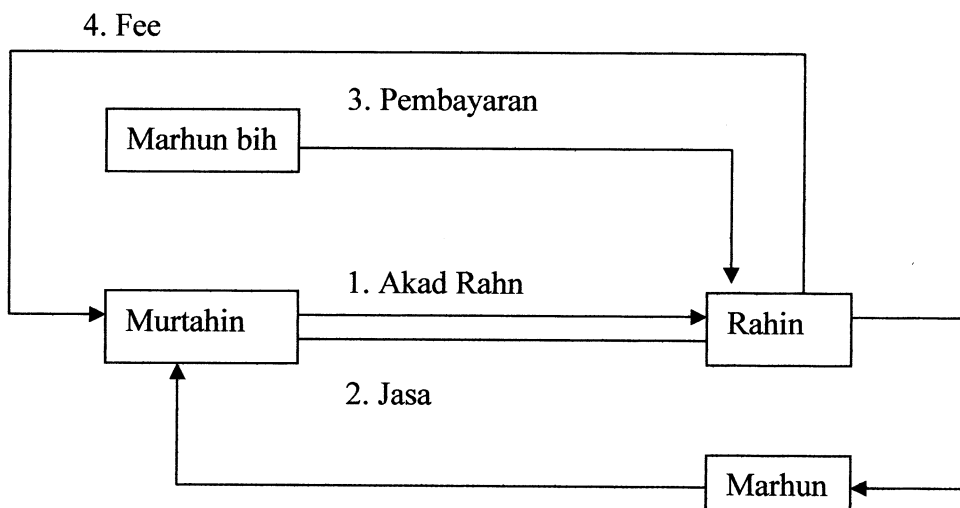 4. Fee
3. Pembayaran
Marhun bih
1. Akad Rahn
Murtahin
Rahin
2. Jasa
Marhun